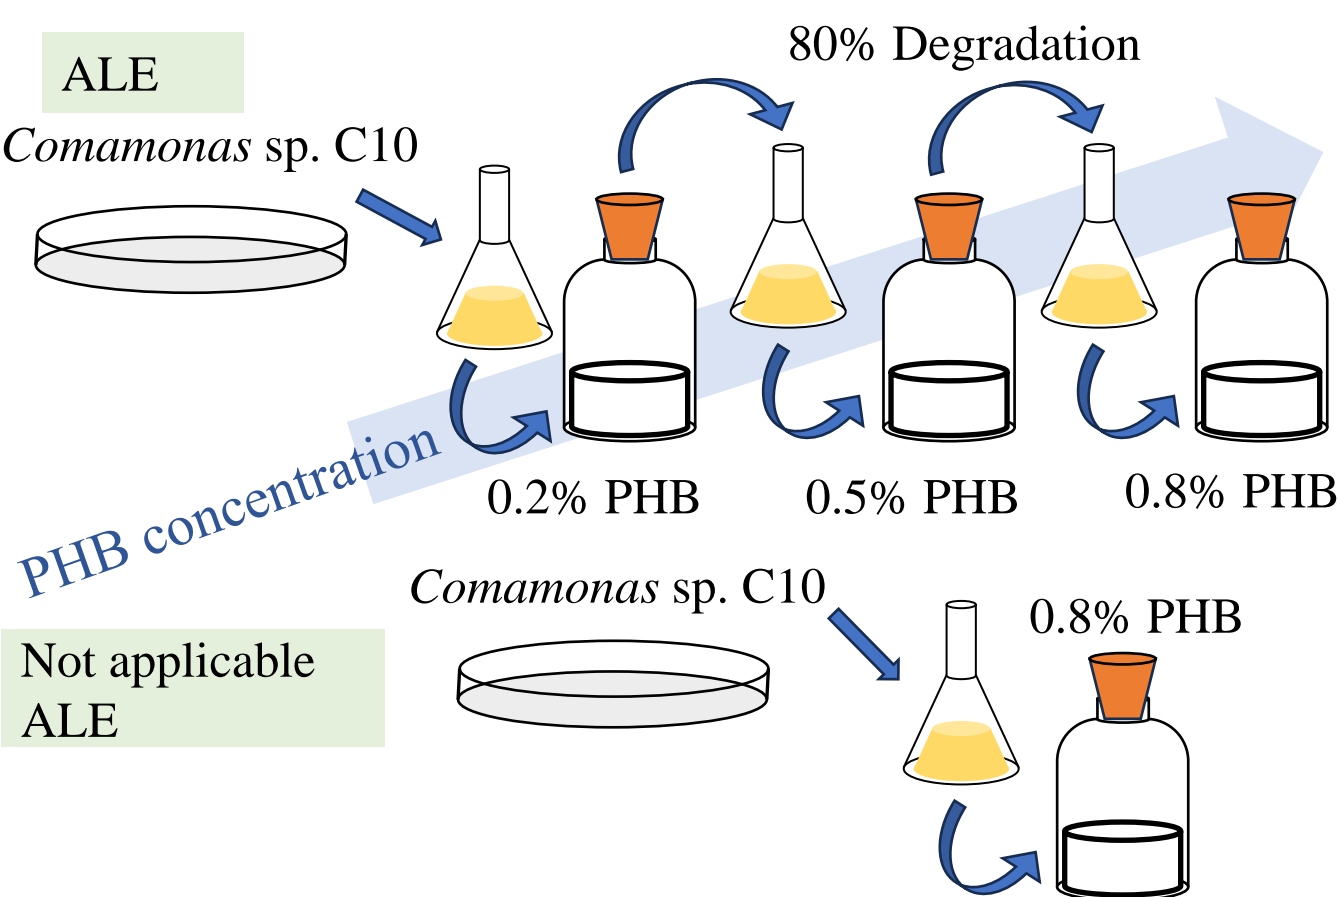 80% Degradation
ALE
Comamonas sp. C10
PHB concentration
0.2% PHB
0.5% PHB
0.8% PHB
Comamonas sp. C10
0.8% PHB
Not applicable
ALE